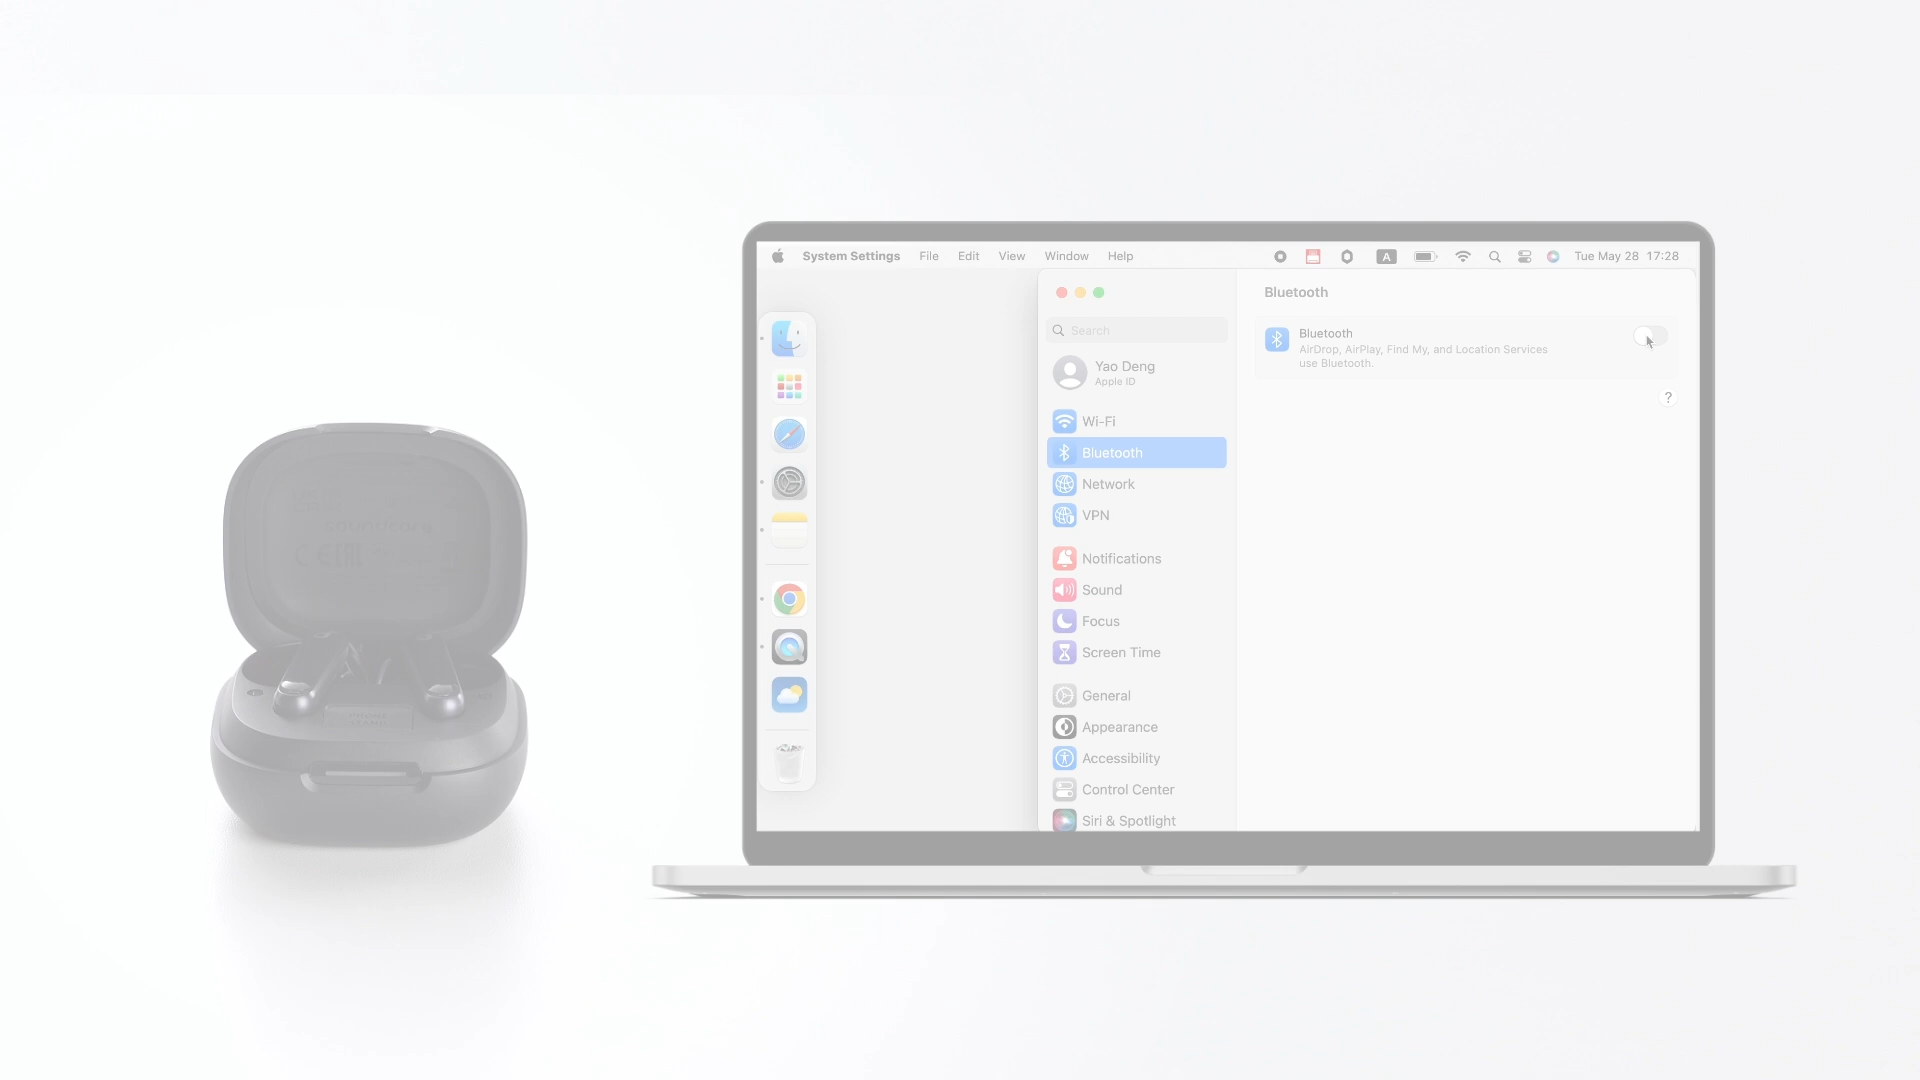 System Settings File Edit View Window Help
A
Tue May 28 17:28
Search
Yao Deng
Apple ID
Wi-Fi
Bluetooth
Network
VPN
Notifications
Sound
Focus
Screen Time
General
Appearance
Accessibility
Control Center
Siri & Spotlight
Bluetooth
Bluetooth
AirDrop, AirPlay, Find My, and Location Services
use Bluetooth.
?
soundcore